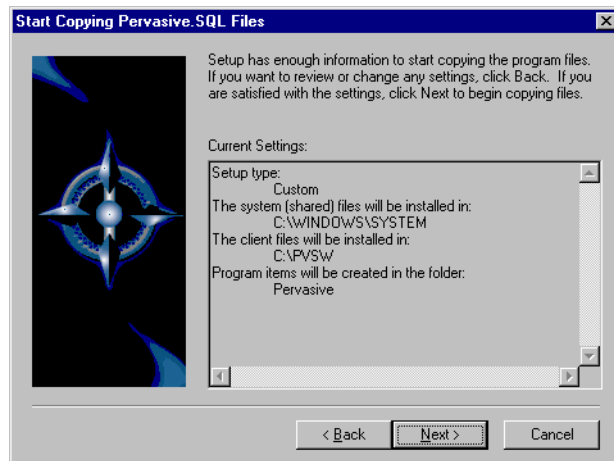 Start Copying Pervasive.SQL Files
Setup has enough information to start copying the program files.
If you want to review or change any settings, click Back. If you
are satisfied with the settings, click Next to begin copying files.
Current Settings:
Setup type:
Custom
The system (shared) files will be installed in:
C:\WINDOWS\SYSTEM
The client files will be installed in:
C:\PVSW
Program items will be created in the folder:
Pervasive
< Back
Next >
Cancel